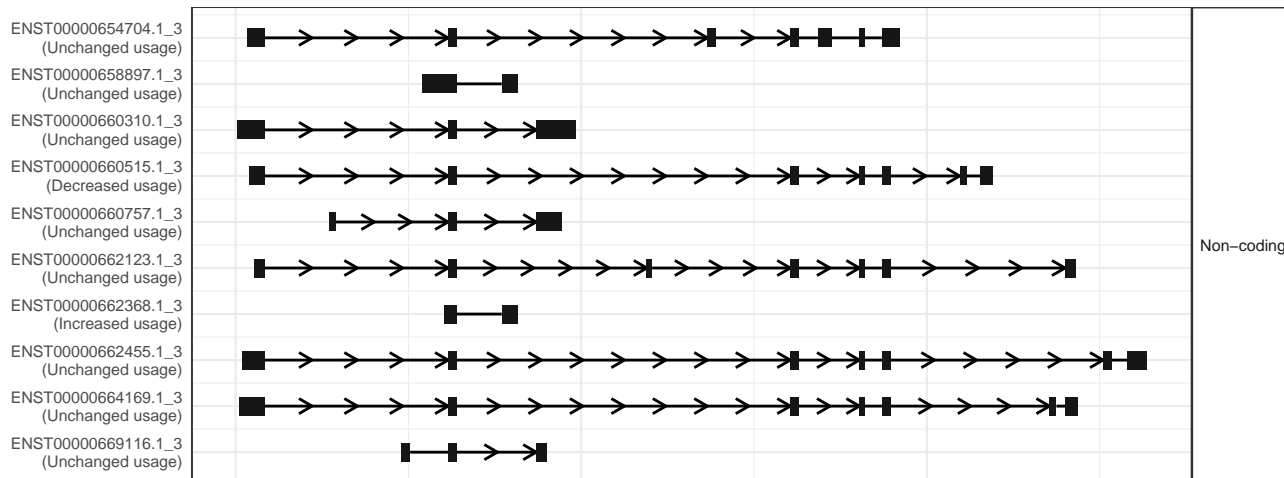 ENST00000654704.1_3
(Unchanged usage)
ENST00000658897.1_3
(Unchanged usage)
ENST00000660310.1_3
(Unchanged usage)
ENST00000660515.1_3
(Decreased usage)
ENST00000660757.1_3
(Unchanged usage)
ENST00000662123.1_3
(Unchanged usage)
ENST00000662368.1_3
(Increased usage)
ENST00000662455.1_3
(Unchanged usage)
ENST00000664169.1_3
(Unchanged usage)
ENST00000669116.1_3
(Unchanged usage)
Non−coding